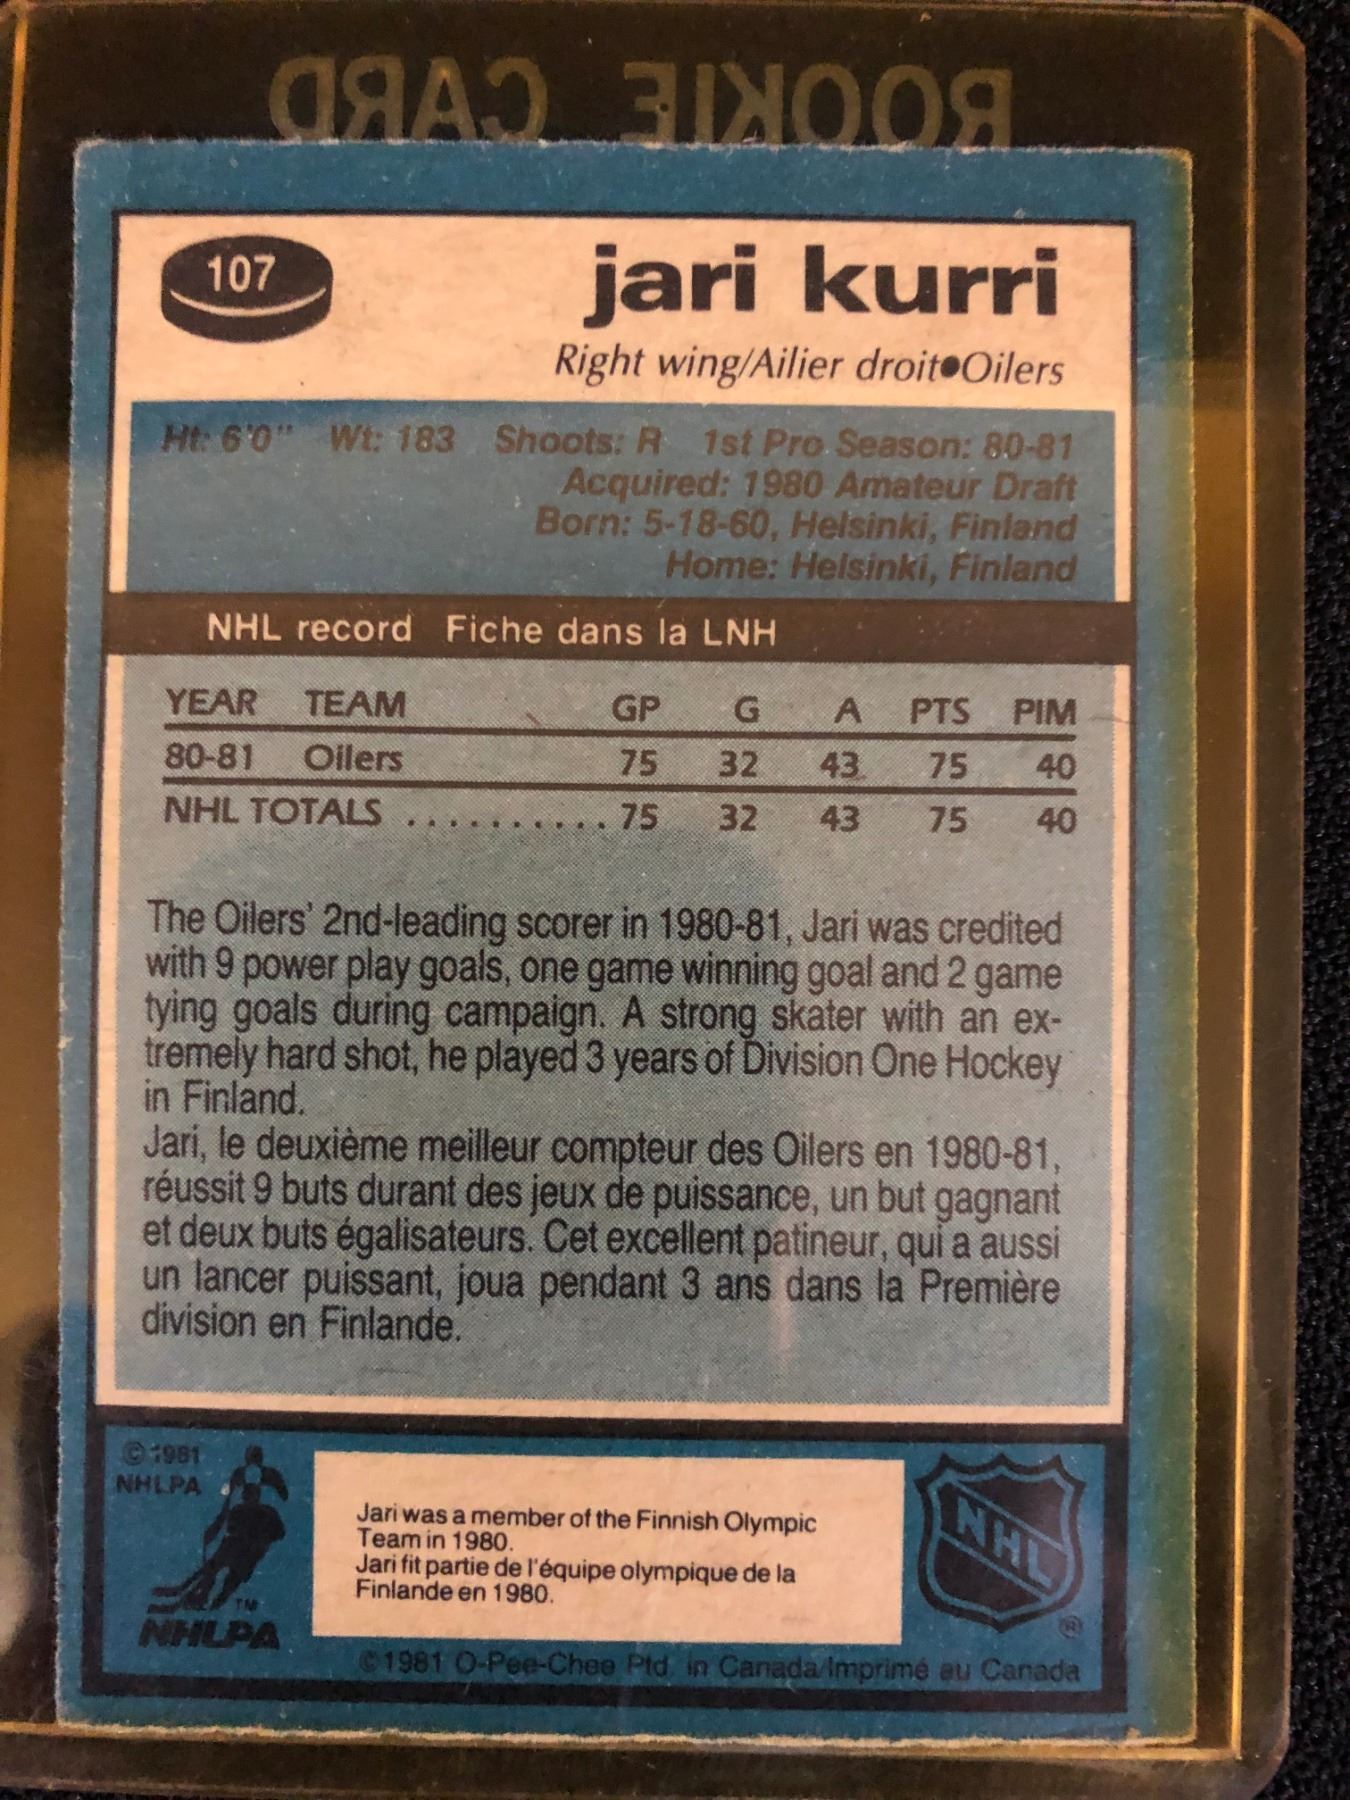 ROOKIE CARD
107
jari kurri
Right wing/Ailier droit●Oilers
Ht: 6'0" Wt: 183 Shoots: R 1st Pro Season: 80-81
Acquired: 1980 Amateur Draft
Born: 5-18-60, Helsinki, Finland
Home: Helsinki, Finland
NHL record Fiche dans la LNH
YEAR TEAM GP G A PTS PIM
80-81 Oilers 75 32 43 75 40
NHL TOTALS .......... 75 32 43 75 40
The Oilers' 2nd-leading scorer in 1980-81, Jari was credited
with 9 power play goals, one game winning goal and 2 game
tying goals during campaign. A strong skater with an ex-
tremely hard shot, he played 3 years of Division One Hockey
in Finland.
Jari, le deuxième meilleur compteur des Oilers en 1980-81,
réussit 9 buts durant des jeux de puissance, un but gagnant
et deux buts égalisateurs. Cet excellent patineur, qui a aussi
un lancer puissant, joua pendant 3 ans dans la Première
division en Finlande.
© 1981
NHLPA
TM
NHLPA
Jari was a member of the Finnish Olympic
Team in 1980.
Jari fit partie de l'équipe olympique de la
Finlande en 1980.
NHL
®
©1981 O-Pee-Chee Ptd. in Canada/Imprimé au Canada